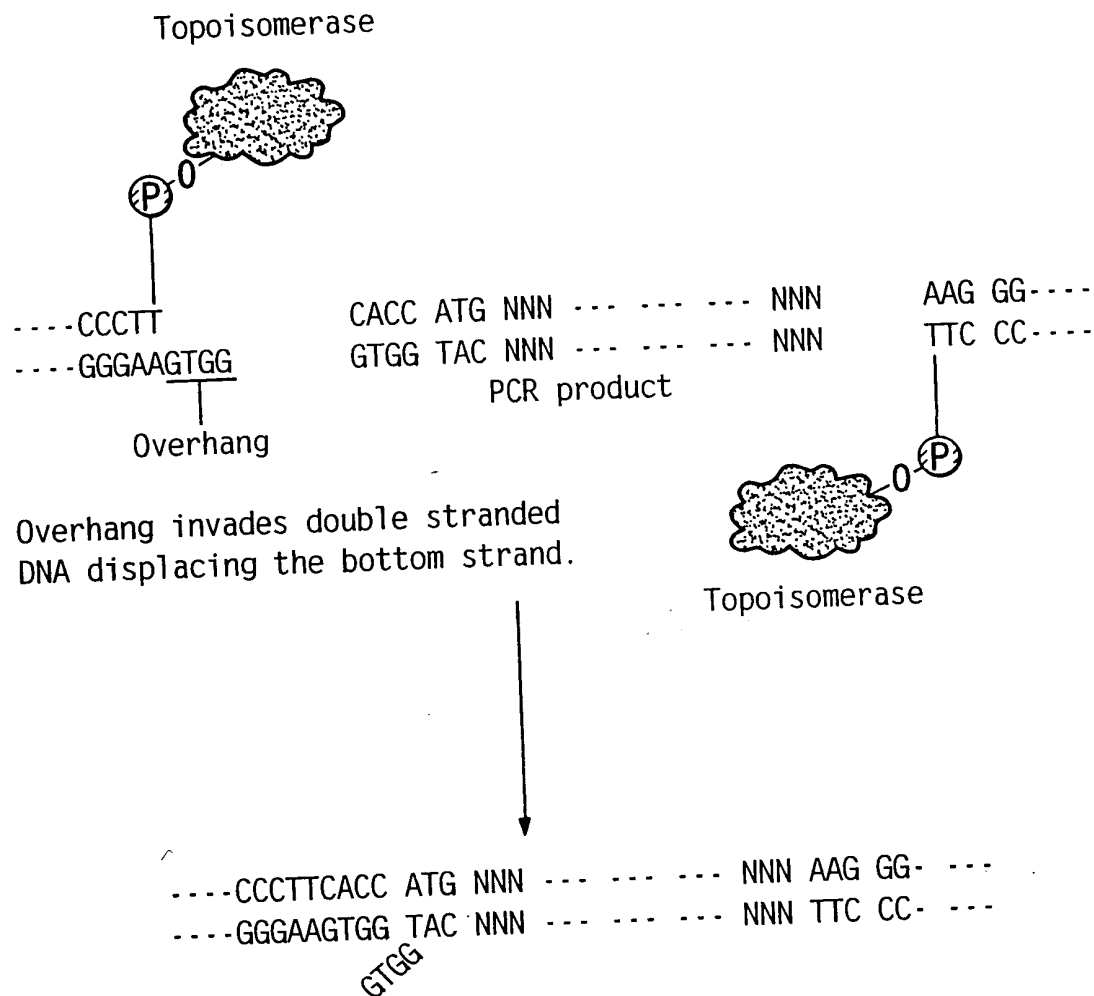 Topoisomerase
P
O
----CCCTT
----GGGAAGTGG
Overhang
CACC ATG NNN --- --- --- NNN
GTGG TAC NNN --- --- --- NNN
PCR product
AAG GG----
TTC CC----
P
O
Topoisomerase
Overhang invades double stranded
DNA displacing the bottom strand.
----CCCTTCACC ATG NNN --- --- --- NNN AAG GG- ---
----GGGAAGTGG TAC NNN --- --- --- NNN TTC CC- ---
GTGG